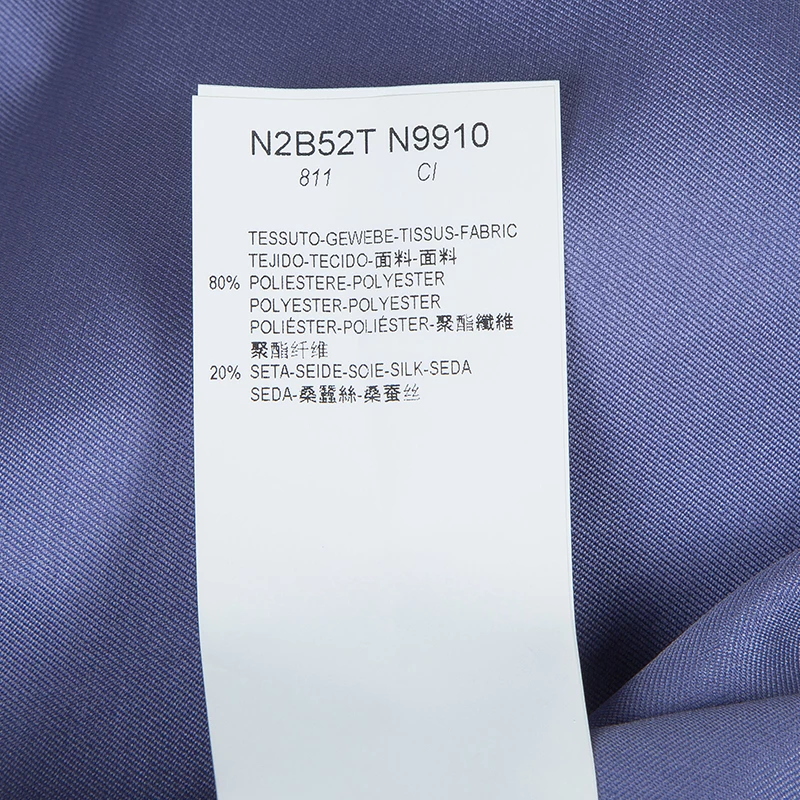 N2B52T N9910
811 CI
TESSUTO-GEWEBE-TISSUS-FABRIC
TEJIDO-TECIDO-面料-面料
80% POLIESTERE-POLYESTER
POLYESTER-POLYESTER
POLIÉSTER-POLIÉSTER-聚酯纖維
聚酯纤维
20% SETA-SEIDE-SOIE-SILK-SEDA
SEDA-桑蠶絲-桑蚕丝